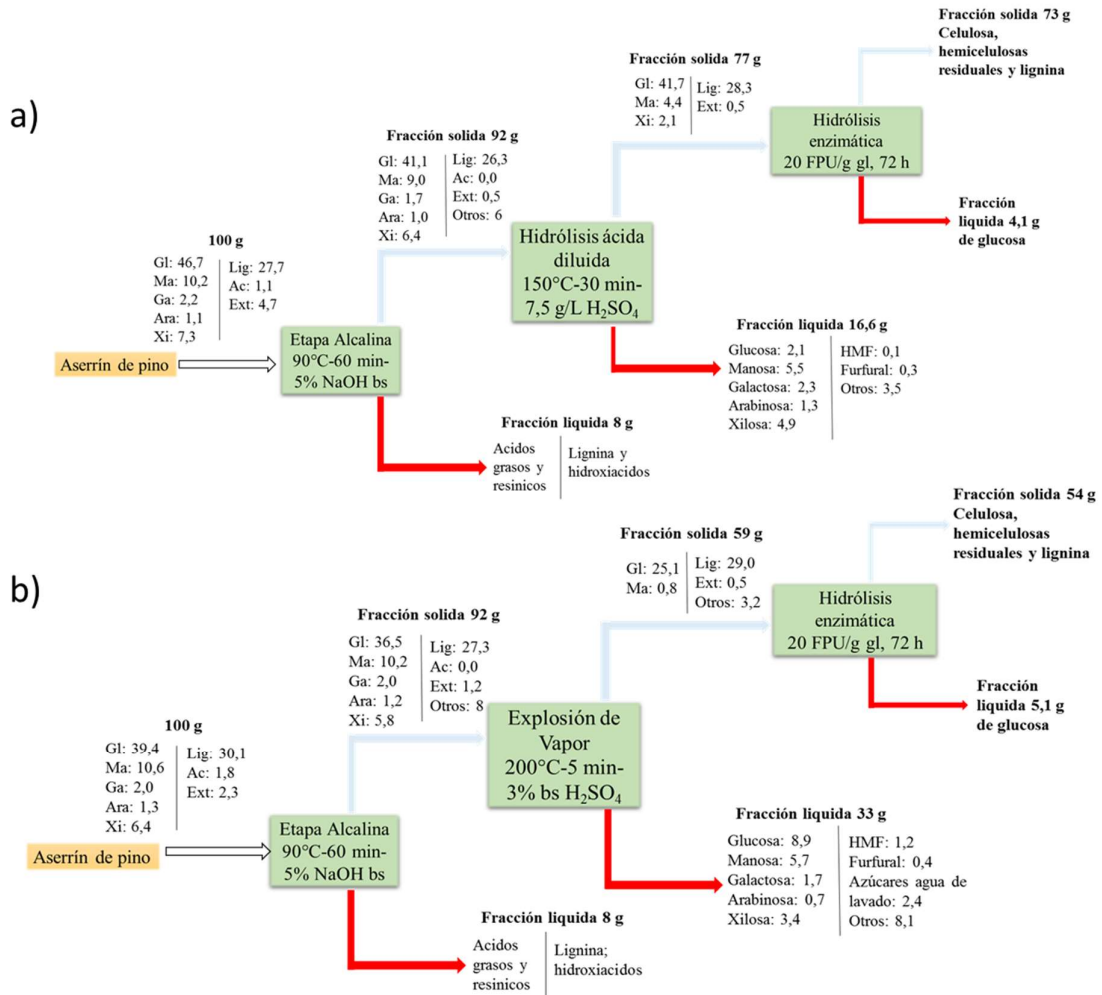 a)
100 g
Gl: 46,7
Ma: 10,2
Ga: 2,2
Ara: 1,1
Xi: 7,3
Lig: 27,7
Ac: 1,1
Ext: 4,7
Aserrín de pino
Etapa Alcalina
90°C-60 min-
5% NaOH bs
Fracción liquida 8 g
Acidos
grasos y
resinicos
Lignina y
hidroxiacidos
Fracción solida 92 g
Gl: 41,1
Ma: 9,0
Ga: 1,7
Ara: 1,0
Xi: 6,4
Lig: 26,3
Ac: 0,0
Ext: 0,5
Otros: 6
Hidrólisis ácida
diluida
150°C-30 min-
7,5 g/L H₂SO₄
Fracción liquida 16,6 g
Glucosa: 2,1
Manosa: 5,5
Galactosa: 2,3
Arabinosa: 1,3
Xilosa: 4,9
HMF: 0,1
Furfural: 0,3
Otros: 3,5
Fracción solida 77 g
Gl: 41,7
Ma: 4,4
Xi: 2,1
Lig: 28,3
Ext: 0,5
Hidrólisis
enzimática
20 FPU/g gl, 72 h
Fracción solida 73 g
Celulosa,
hemicelulosas
residuales y lignina
Fracción
liquida 4,1 g
de glucosa
b)
100 g
Gl: 39,4
Ma: 10,6
Ga: 2,0
Ara: 1,3
Xi: 6,4
Lig: 30,1
Ac: 1,8
Ext: 2,3
Aserrín de pino
Etapa Alcalina
90°C-60 min-
5% NaOH bs
Fracción liquida 8 g
Acidos
grasos y
resinicos
Lignina;
hidroxiacidos
Fracción solida 92 g
Gl: 36,5
Ma: 10,2
Ga: 2,0
Ara: 1,2
Xi: 5,8
Lig: 27,3
Ac: 0,0
Ext: 1,2
Otros: 8
Explosión de
Vapor
200°C-5 min-
3% bs H₂SO₄
Fracción liquida 33 g
Glucosa: 8,9
Manosa: 5,7
Galactosa: 1,7
Arabinosa: 0,7
Xilosa: 3,4
HMF: 1,2
Furfural: 0,4
Azúcares agua de
lavado: 2,4
Otros: 8,1
Fracción solida 59 g
Gl: 25,1
Ma: 0,8
Lig: 29,0
Ext: 0,5
Otros: 3,2
Hidrólisis
enzimática
20 FPU/g gl, 72 h
Fracción solida 54 g
Celulosa,
hemicelulosas
residuales y lignina
Fracción
liquida 5,1 g
de glucosa